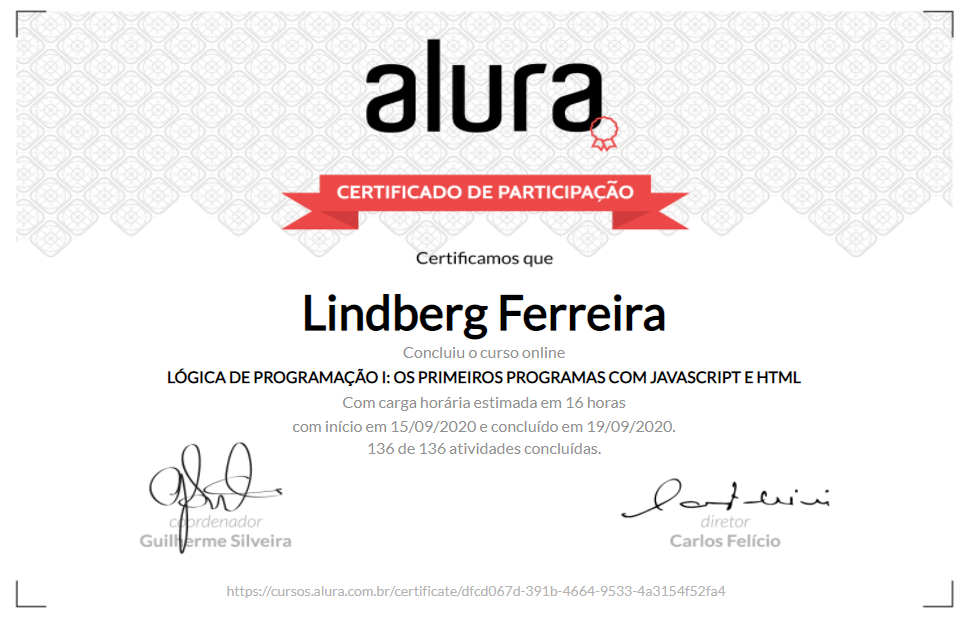 alura
CERTIFICADO DE PARTICIPAÇÃO
Certificamos que
Lindberg Ferreira
Concluiu o curso online
LÓGICA DE PROGRAMAÇÃO I: OS PRIMEIROS PROGRAMAS COM JAVASCRIPT E HTML
Com carga horária estimada em 16 horas
com início em 15/09/2020 e concluído em 19/09/2020.
136 de 136 atividades concluídas.
coordenador
Guilherme Silveira
diretor
Carlos Felício
https://cursos.alura.com.br/certificate/dfcd067d-391b-4664-9533-4a3154f52fa4